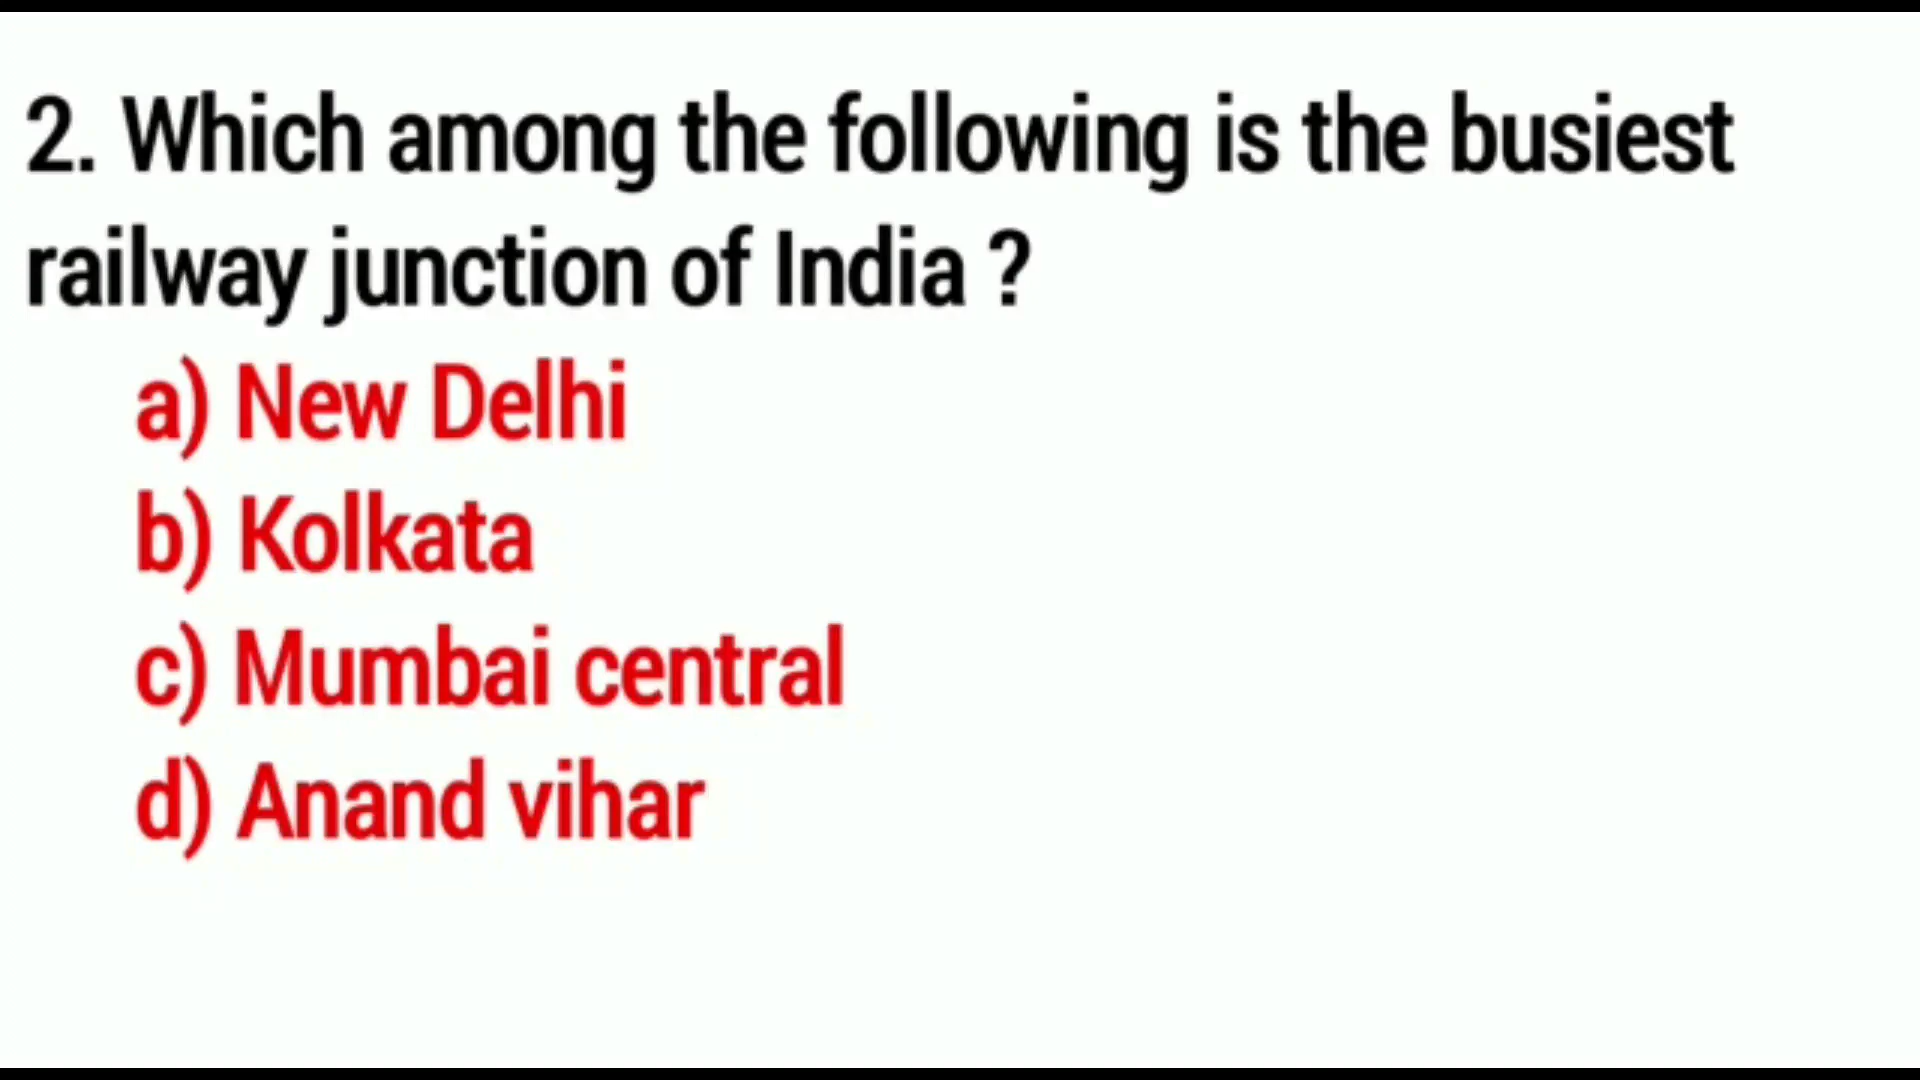 2. Which among the following is the busiest
railway junction of India ?
a) New Delhi
b) Kolkata
c) Mumbai central
d) Anand vihar